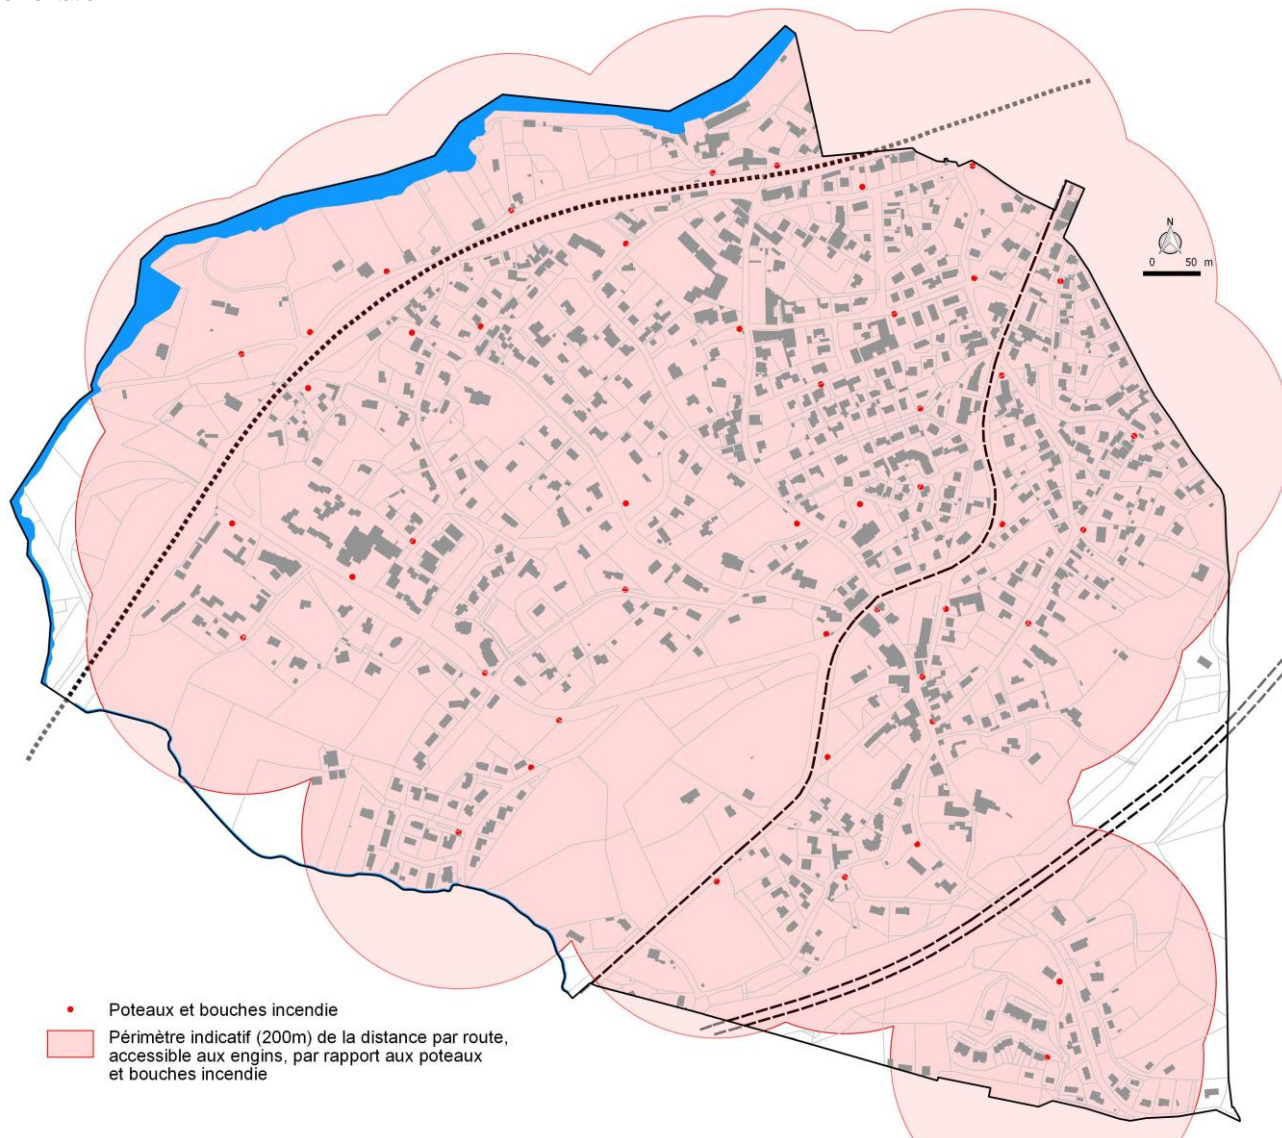 N
0 50 m
Poteaux et bouches incendie
Périmètre indicatif (200m) de la distance par route,
accessible aux engins, par rapport aux poteaux
et bouches incendie